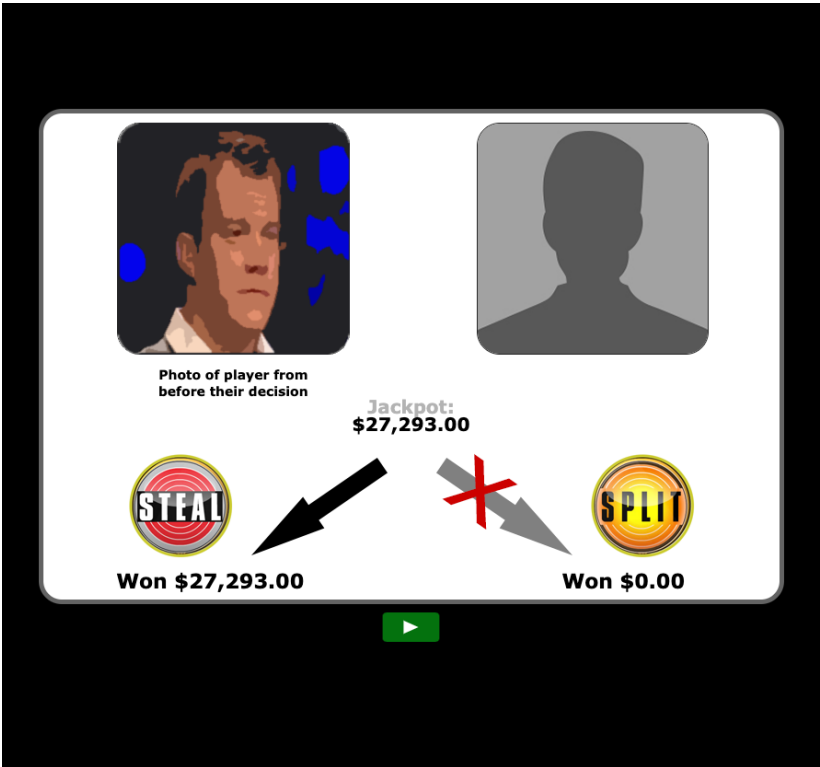 Photo of player from
before their decision
Jackpot:
$27,293.00
STEAL
SPLIT
Won $27,293.00
Won $0.00